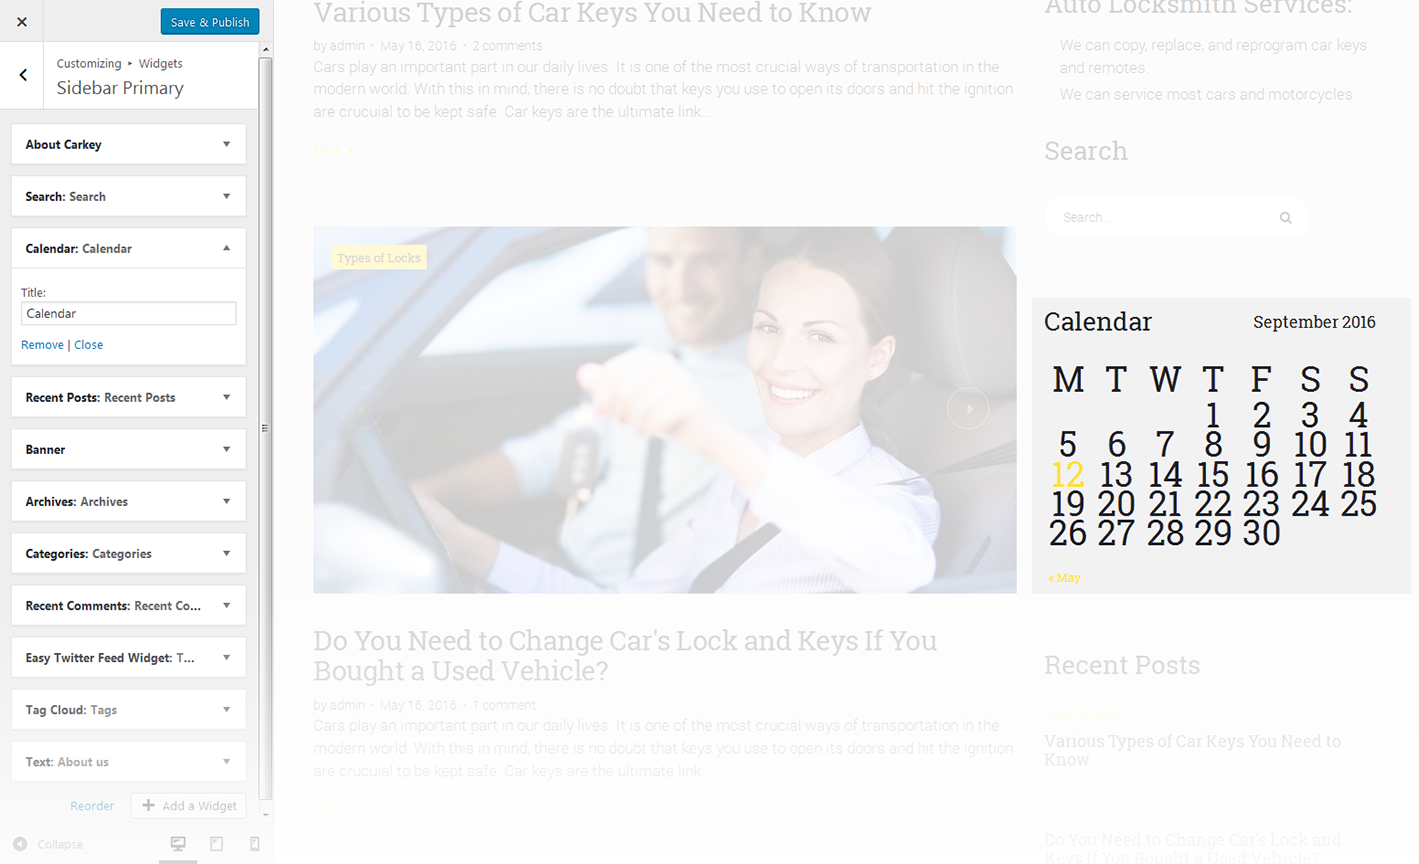 Save & Publish
Customizing ▸ Widgets
Sidebar Primary
About Carkey
Search: Search
Calendar: Calendar
Title:
Calendar
Remove | Close
Recent Posts: Recent Posts
Banner
Archives: Archives
Categories: Categories
Recent Comments: Recent Co...
Easy Twitter Feed Widget: T...
Tag Cloud: Tags
Text: About us
Reorder
Add a Widget
Collapse
Various Types of Car Keys You Need to Know
by admin · May 16, 2016 · 2 comments
Cars play an important part in our daily lives. It is one of the most crucial ways of transportation in the
modern world. With this in mind, there is no doubt that keys you use to open its doors and hit the ignition
are crucuial to be kept safe. Car keys are the ultimate link...
More
Types of Locks
Do You Need to Change Car's Lock and Keys If You
Bought a Used Vehicle?
by admin · May 16, 2016 · 1 comment
Cars play an important part in our daily lives. It is one of the most crucial ways of transportation in the
modern world. With this in mind, there is no doubt that keys you use to open its doors and hit the ignition
are crucuial to be kept safe. Car keys are the ultimate link...
Auto Locksmith Services:
We can copy, replace, and reprogram car keys
and remotes.
We can service most cars and motorcycles.
Search
Search ...
Calendar September 2016
M T W T F S S
1 2 3 4
5 6 7 8 9 10 11
12 13 14 15 16 17 18
19 20 21 22 23 24 25
26 27 28 29 30
« May
Recent Posts
Various Types of Car Keys You Need to
Know
Do You Need to Change Car's Lock and
Keys If You Bought a Used Vehicle?